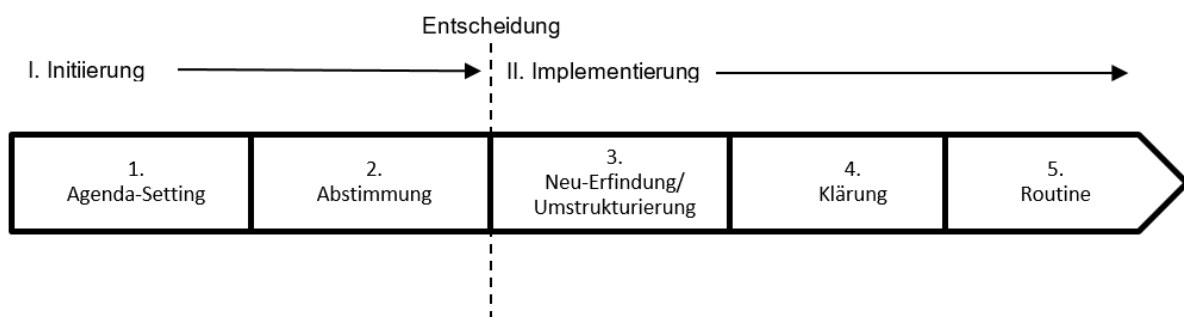 Entscheidung
I. Initiierung
II. Implementierung
1.
Agenda-Setting
2.
Abstimmung
3.
Neu-Erfindung/
Umstrukturierung
4.
Klärung
5.
Routine